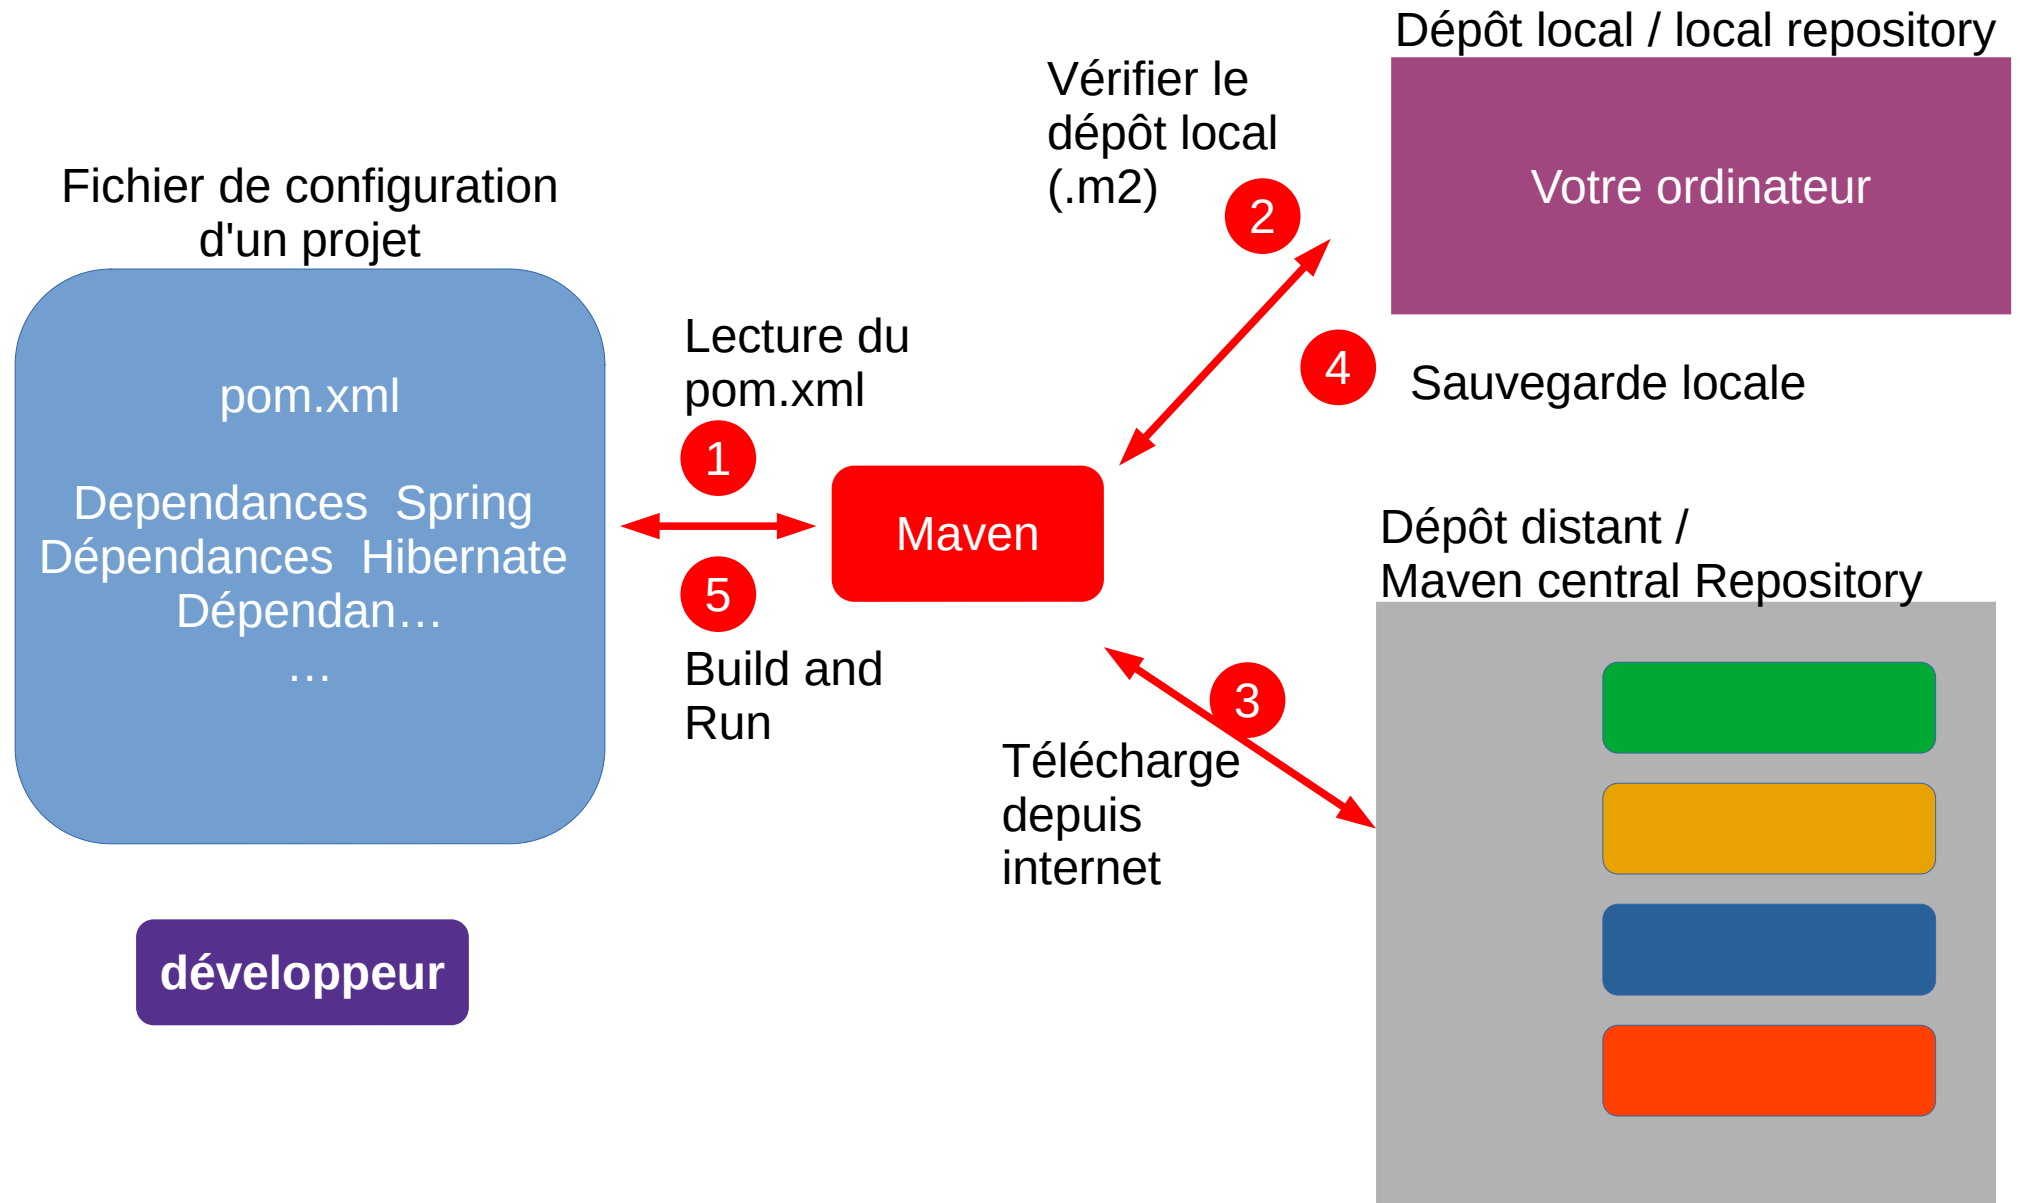 Fichier de configuration
d'un projet
pom.xml
Dependances  Spring
Dépendances  Hibernate
Dépendan…
…
développeur
Lecture du
pom.xml
1
5
Build and
Run
Maven
Vérifier le
dépôt local
(.m2)
2
4
Sauvegarde locale
Dépôt local / local repository
Votre ordinateur
3
Télécharge
depuis
internet
Dépôt distant /
Maven central Repository